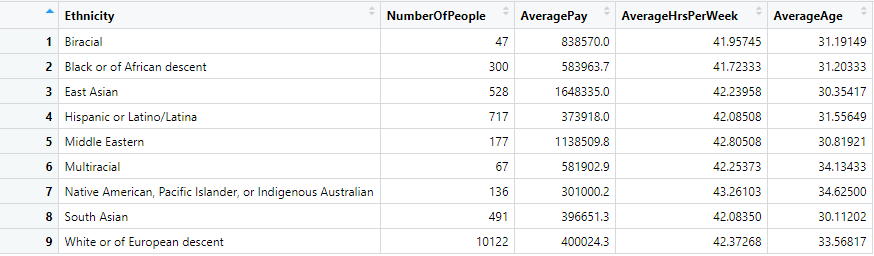 Ethnicity NumberOfPeople AveragePay AverageHrsPerWeek AverageAge
1 Biracial 47 838570.0 41.95745 31.19149
2 Black or of African descent 300 583963.7 41.72333 31.20333
3 East Asian 528 1648335.0 42.23958 30.35417
4 Hispanic or Latino/Latina 717 373918.0 42.08508 31.55649
5 Middle Eastern 177 1138509.8 42.80508 30.81921
6 Multiracial 67 581902.9 42.25373 34.13433
7 Native American, Pacific Islander, or Indigenous Australian 136 301000.2 43.26103 34.62500
8 South Asian 491 396651.3 42.08350 30.11202
9 White or of European descent 10122 400024.3 42.37268 33.56817